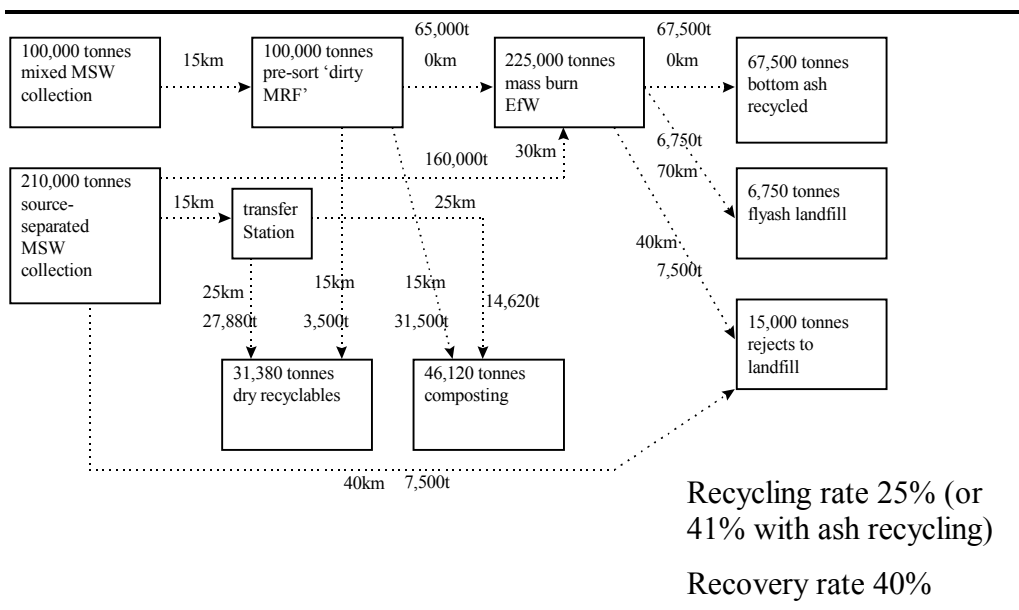 65,000t
67,500t
100,000 tonnes
mixed MSW
collection
15km
100,000 tonnes
pre-sort ‘dirty
MRF’
0km
225,000 tonnes
mass burn
EfW
0km
67,500 tonnes
bottom ash
recycled
210,000 tonnes
source-
separated
MSW
collection
160,000t
30km
15km
transfer
Station
25km
6,750t
70km
6,750 tonnes
flyash landfill
40km
7,500t
25km
27,880t
15km
3,500t
15km
31,500t
14,620t
31,380 tonnes
dry recyclables
46,120 tonnes
composting
15,000 tonnes
rejects to
landfill
40km 7,500t
Recycling rate 25% (or
41% with ash recycling)
Recovery rate 40%